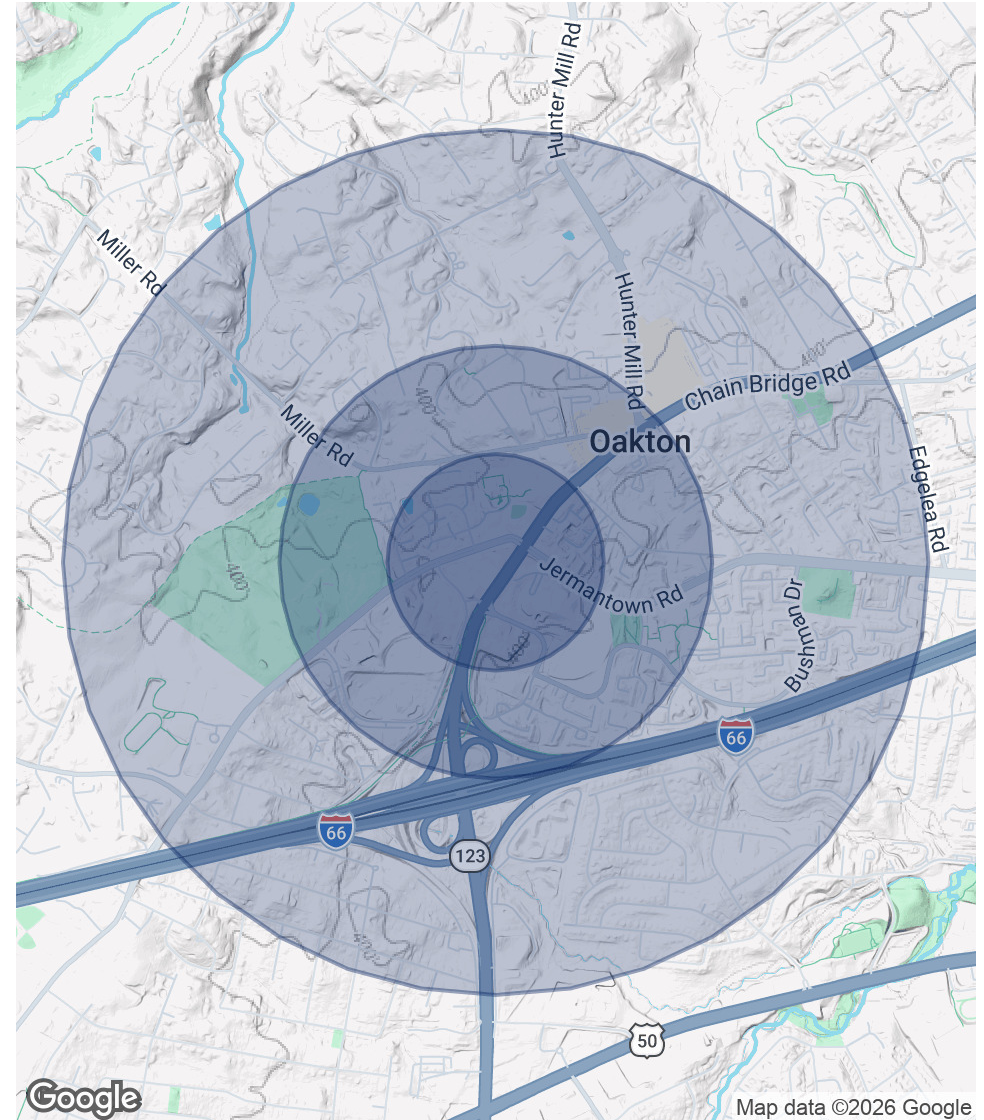 Hunter Mill Rd
400'
Miller Rd
Hunter Mill Rd
400'
Chain Bridge Rd
400'
Miller Rd
Oakton
Edgelea Rd
400'
Jermantown Rd
Bushman Dr
400'
66
66
123
400'
50
Google
Map data ©2026 Google